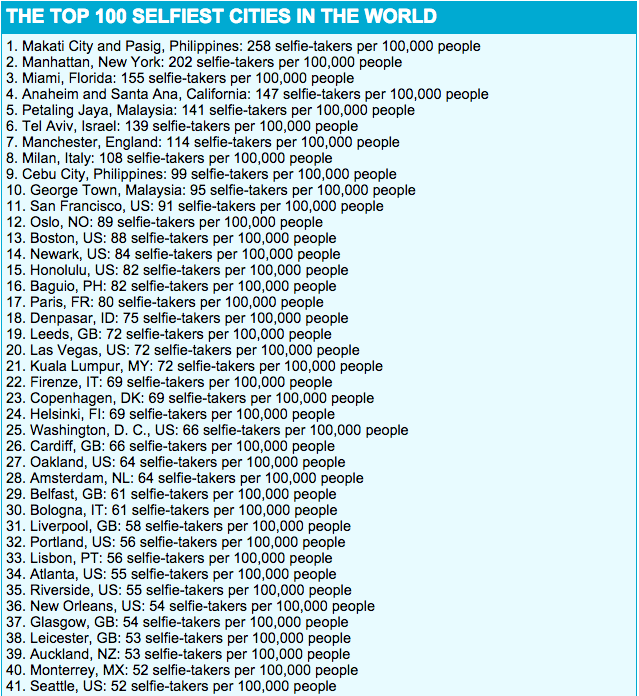 THE TOP 100 SELFIEST CITIES IN THE WORLD
1. Makati City and Pasig, Philippines: 258 selfie-takers per 100,000 people
2. Manhattan, New York: 202 selfie-takers per 100,000 people
3. Miami, Florida: 155 selfie-takers per 100,000 people
4. Anaheim and Santa Ana, California: 147 selfie-takers per 100,000 people
5. Petaling Jaya, Malaysia: 141 selfie-takers per 100,000 people
6. Tel Aviv, Israel: 139 selfie-takers per 100,000 people
7. Manchester, England: 114 selfie-takers per 100,000 people
8. Milan, Italy: 108 selfie-takers per 100,000 people
9. Cebu City, Philippines: 99 selfie-takers per 100,000 people
10. George Town, Malaysia: 95 selfie-takers per 100,000 people
11. San Francisco, US: 91 selfie-takers per 100,000 people
12. Oslo, NO: 89 selfie-takers per 100,000 people
13. Boston, US: 88 selfie-takers per 100,000 people
14. Newark, US: 84 selfie-takers per 100,000 people
15. Honolulu, US: 82 selfie-takers per 100,000 people
16. Baguio, PH: 82 selfie-takers per 100,000 people
17. Paris, FR: 80 selfie-takers per 100,000 people
18. Denpasar, ID: 75 selfie-takers per 100,000 people
19. Leeds, GB: 72 selfie-takers per 100,000 people
20. Las Vegas, US: 72 selfie-takers per 100,000 people
21. Kuala Lumpur, MY: 72 selfie-takers per 100,000 people
22. Firenze, IT: 69 selfie-takers per 100,000 people
23. Copenhagen, DK: 69 selfie-takers per 100,000 people
24. Helsinki, FI: 69 selfie-takers per 100,000 people
25. Washington, D. C., US: 66 selfie-takers per 100,000 people
26. Cardiff, GB: 66 selfie-takers per 100,000 people
27. Oakland, US: 64 selfie-takers per 100,000 people
28. Amsterdam, NL: 64 selfie-takers per 100,000 people
29. Belfast, GB: 61 selfie-takers per 100,000 people
30. Bologna, IT: 61 selfie-takers per 100,000 people
31. Liverpool, GB: 58 selfie-takers per 100,000 people
32. Portland, US: 56 selfie-takers per 100,000 people
33. Lisbon, PT: 56 selfie-takers per 100,000 people
34. Atlanta, US: 55 selfie-takers per 100,000 people
35. Riverside, US: 55 selfie-takers per 100,000 people
36. New Orleans, US: 54 selfie-takers per 100,000 people
37. Glasgow, GB: 54 selfie-takers per 100,000 people
38. Leicester, GB: 53 selfie-takers per 100,000 people
39. Auckland, NZ: 53 selfie-takers per 100,000 people
40. Monterrey, MX: 52 selfie-takers per 100,000 people
41. Seattle, US: 52 selfie-takers per 100,000 people